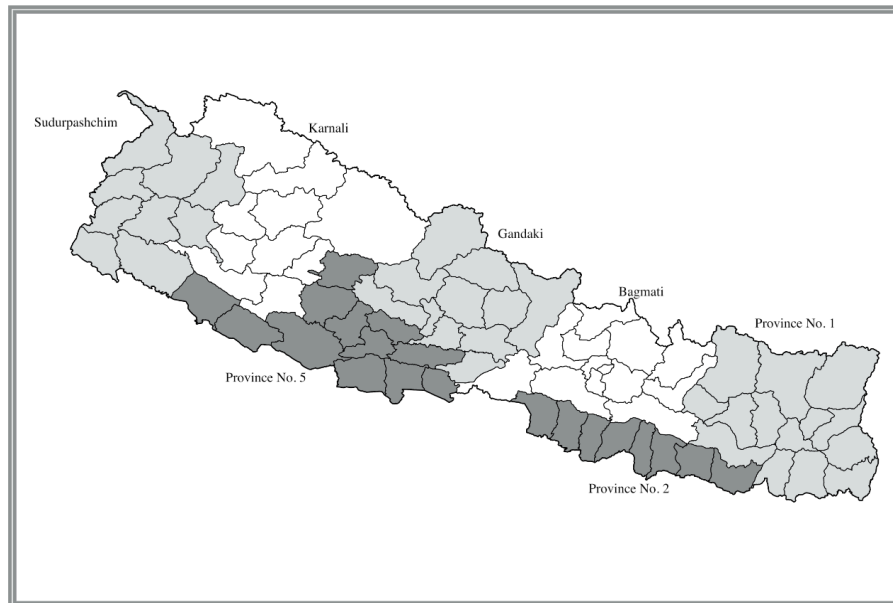 Sudurpashchim
Karnali
Gandaki
Bagmati
Province No. 1
Province No. 5
Province No. 2